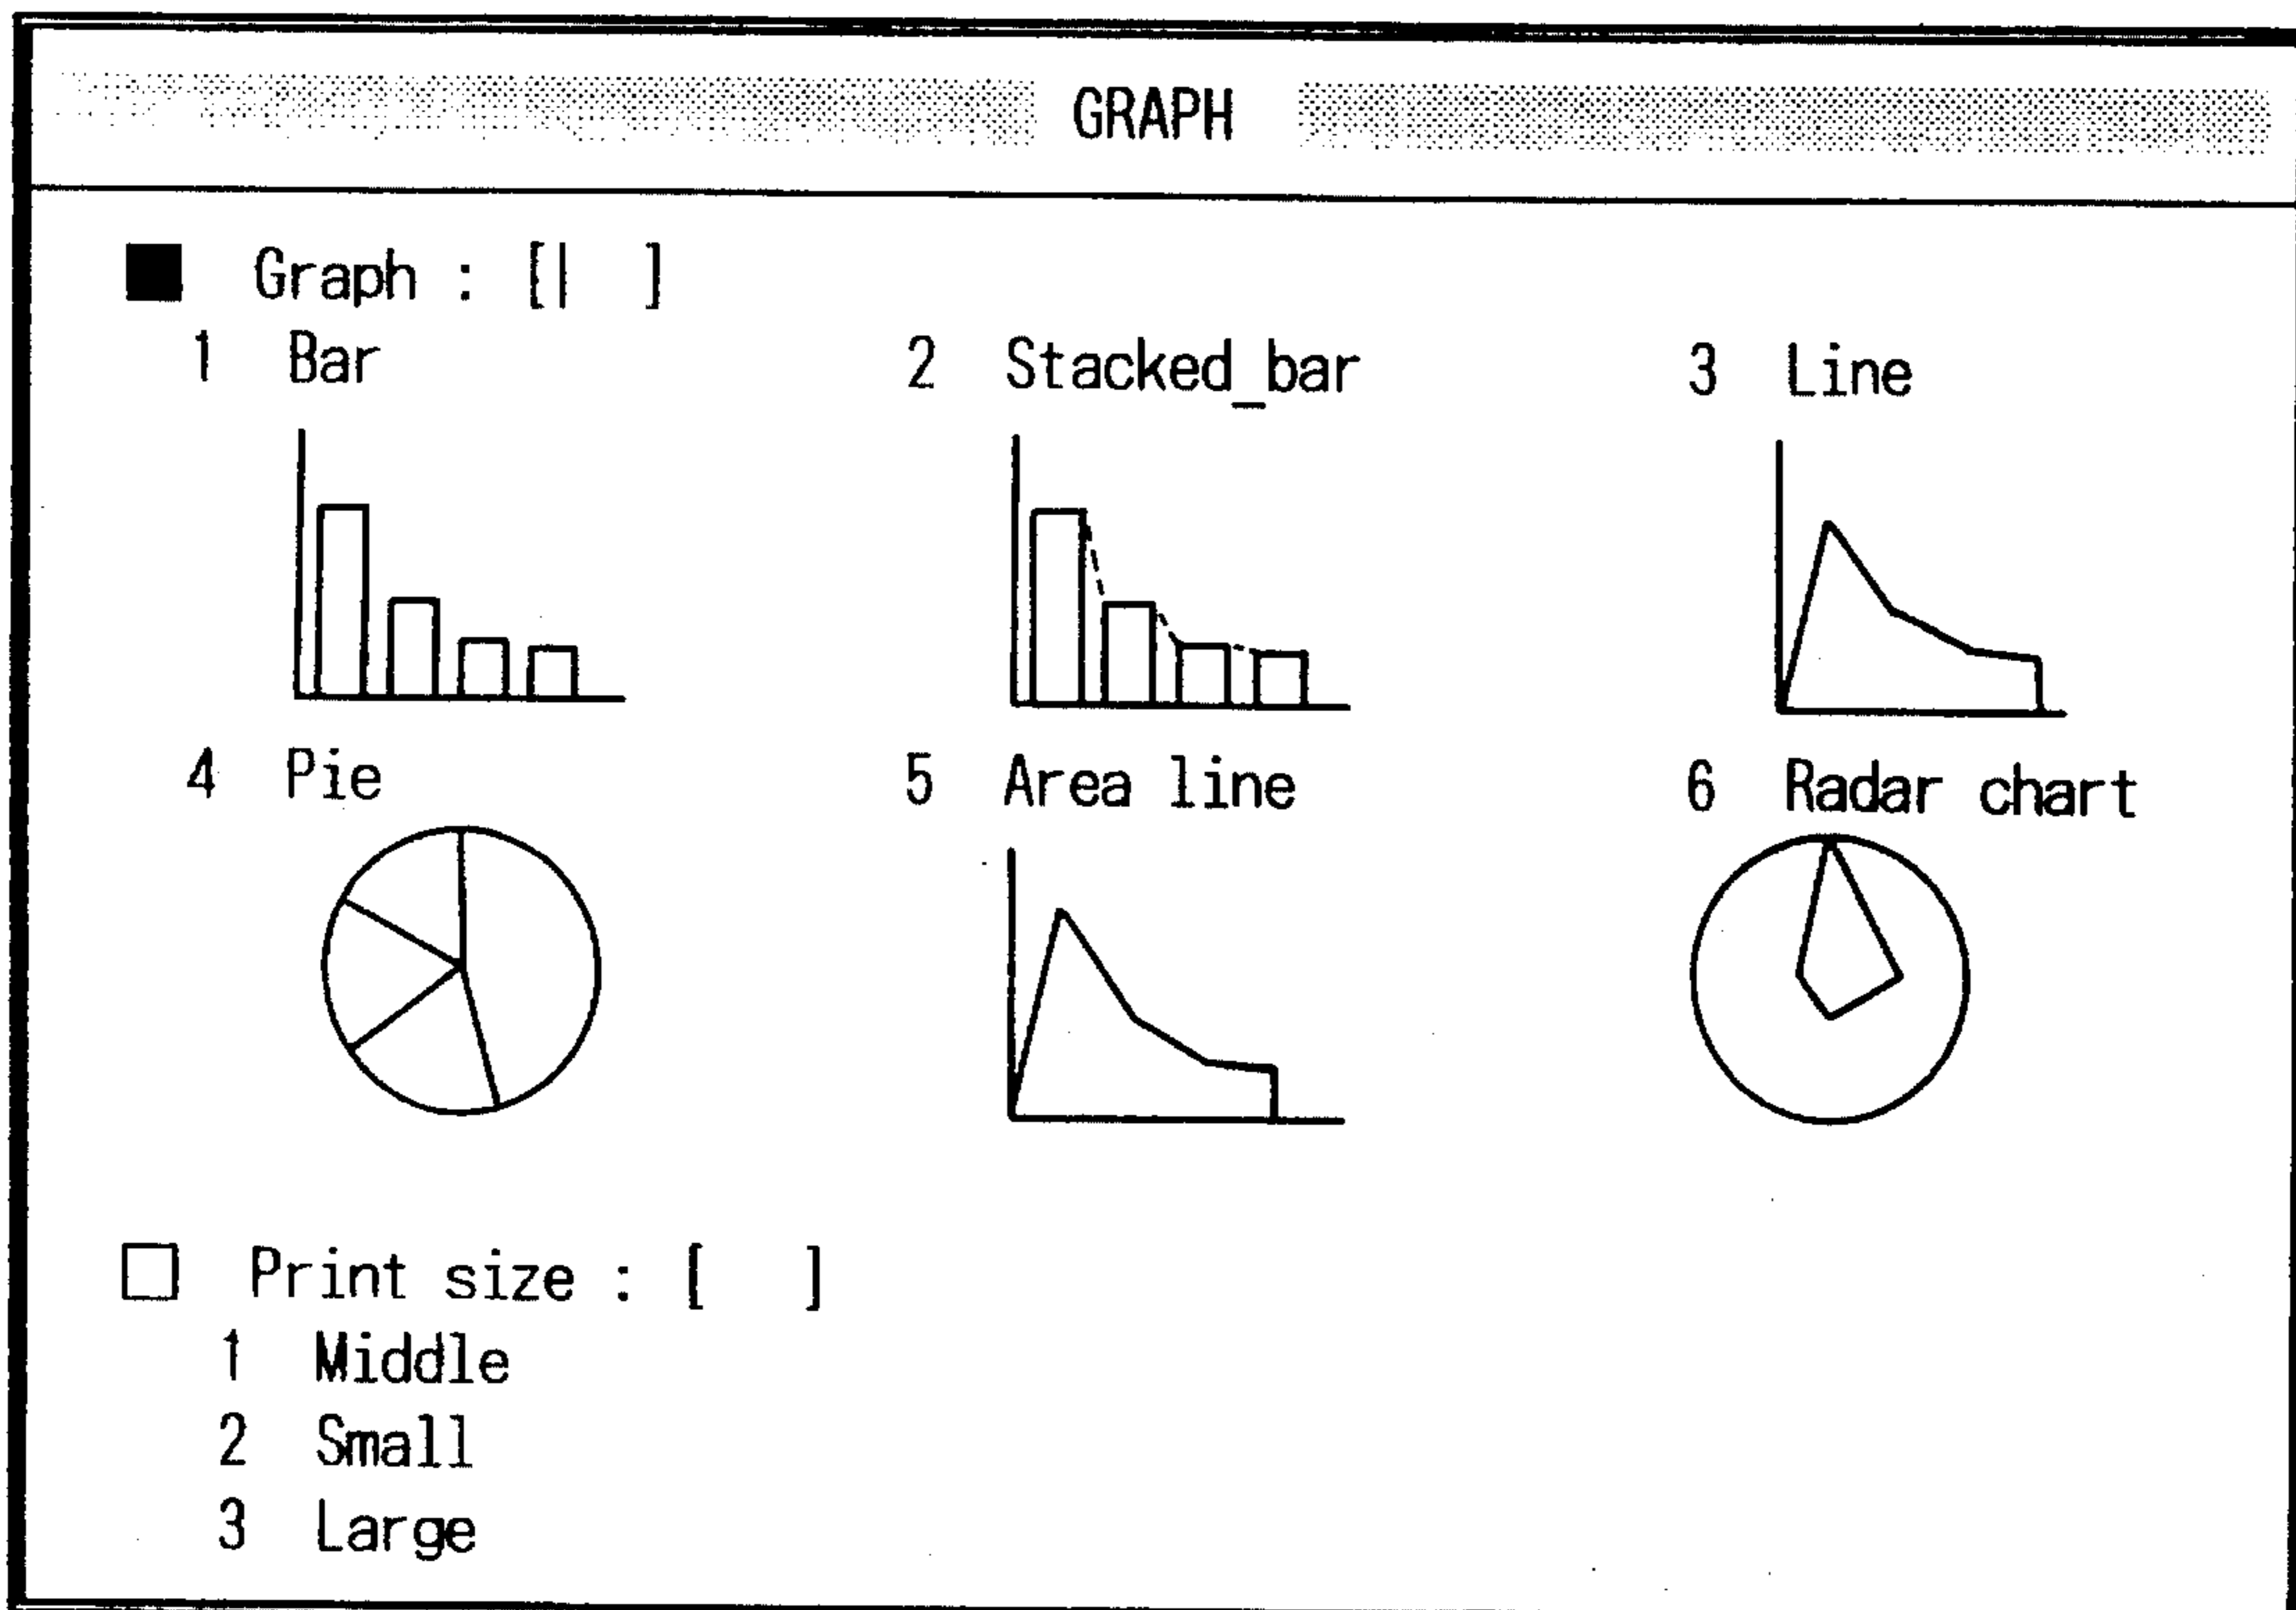 GRAPH
■ Graph : [|  ]
1 Bar 2 Stacked_bar 3 Line
4 Pie 5 Area line 6 Radar chart
□ Print size : [  ]
1 Middle
2 Small
3 Large